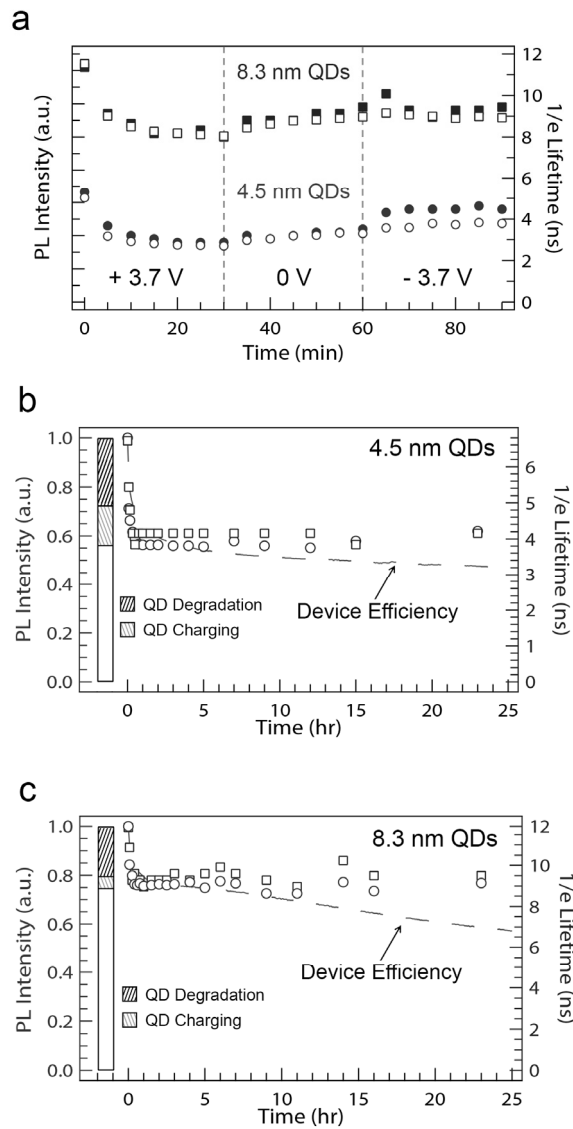 a
8.3 nm QDs
4.5 nm QDs
+ 3.7 V
0 V
- 3.7 V
PL Intensity (a.u.)
1/e Lifetime (ns)
12
10
8
6
4
2
0
0
20
40
60
80
Time (min)
b
4.5 nm QDs
PL Intensity (a.u.)
1.0
0.8
0.6
0.4
0.2
0.0
QD Degradation
QD Charging
Device Efficiency
1/e Lifetime (ns)
6
5
4
3
2
1
0
0
5
10
15
20
25
Time (hr)
c
8.3 nm QDs
PL Intensity (a.u.)
1.0
0.8
0.6
0.4
0.2
0.0
QD Degradation
QD Charging
Device Efficiency
1/e Lifetime (ns)
12
10
8
6
4
2
0
0
5
10
15
20
25
Time (hr)